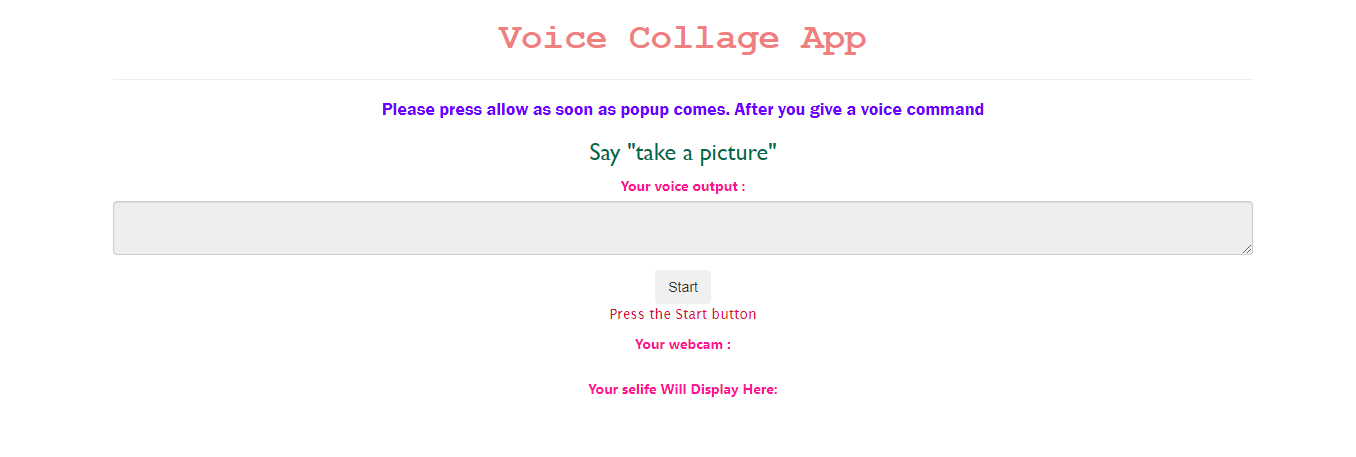 Voice Collage App
Please press allow as soon as popup comes. After you give a voice command
Say "take a picture"
Your voice output :
Start
Press the Start button
Your webcam :
Your selife Will Display Here: